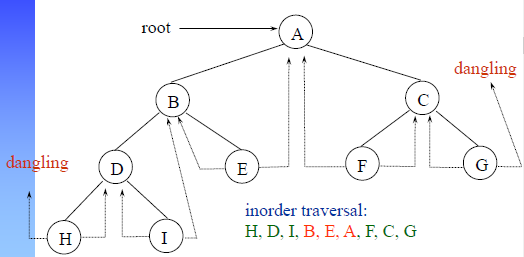 root
A
dangling
B
C
dangling
D
E
F
G
inorder traversal:
H, D, I, B, E, A, F, C, G
H
I